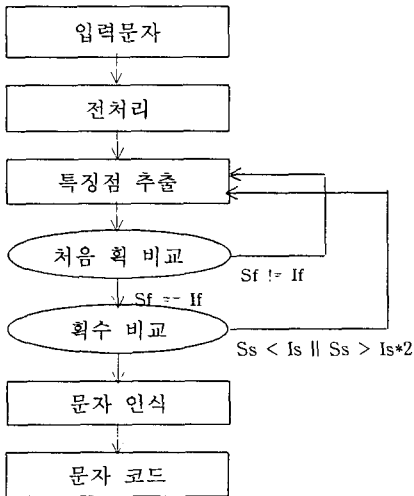 입력문자
전처리
특징점 추출
처음 획 비교
Sf != If
Sf == If
획수 비교
Ss < Is || Ss > Is*2
문자 인식
문자 코드